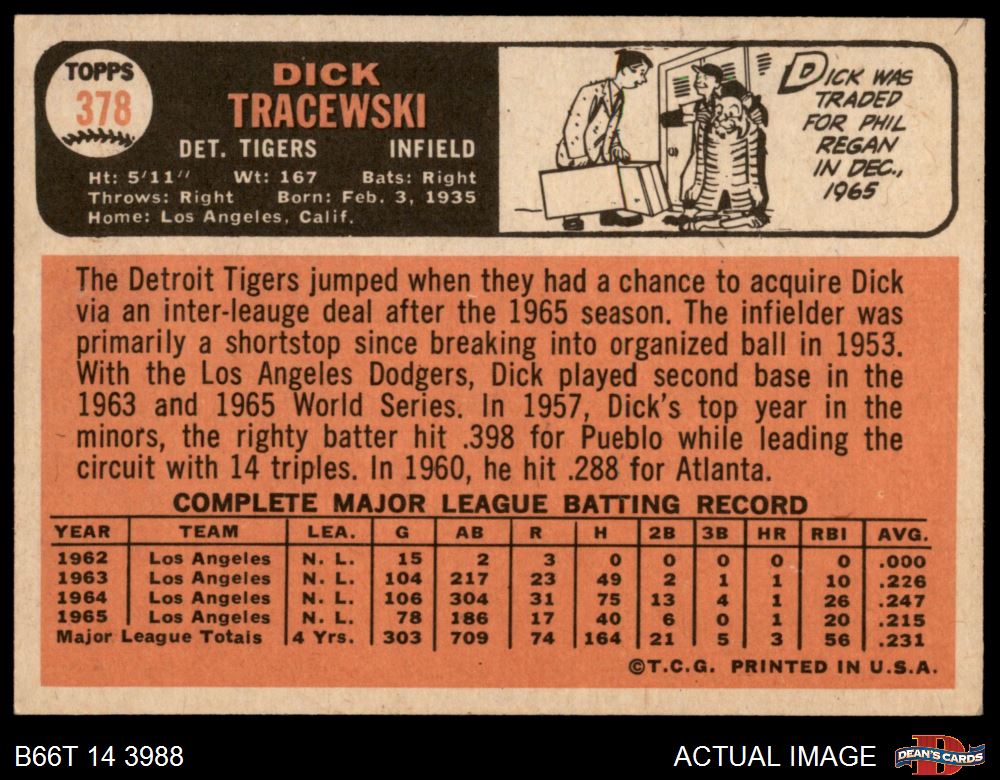 TOPPS
378
DICK
TRACEWSKI
DET. TIGERS INFIELD
Ht: 5'11" Wt: 167 Bats: Right
Throws: Right Born: Feb. 3, 1935
Home: Los Angeles, Calif.
DICK WAS
TRADED
FOR PHIL
REGAN
IN DEC.,
1965
The Detroit Tigers jumped when they had a chance to acquire Dick
via an inter-leauge deal after the 1965 season. The infielder was
primarily a shortstop since breaking into organized ball in 1953.
With the Los Angeles Dodgers, Dick played second base in the
1963 and 1965 World Series. In 1957, Dick's top year in the
minors, the righty batter hit .398 for Pueblo while leading the
circuit with 14 triples. In 1960, he hit .288 for Atlanta.
COMPLETE MAJOR LEAGUE BATTING RECORD
YEAR TEAM LEA. G AB R H 2B 3B HR RBI AVG.
1962 Los Angeles N. L. 15 2 3 0 0 0 0 0 .000
1963 Los Angeles N. L. 104 217 23 49 2 1 1 10 .226
1964 Los Angeles N. L. 106 304 31 75 13 4 1 26 .247
1965 Los Angeles N. L. 78 186 17 40 6 0 1 20 .215
Major League Totals 4 Yrs. 303 709 74 164 21 5 3 56 .231
©T.C.G. PRINTED IN U.S.A.
B66T 14 3988
ACTUAL IMAGE
DEAN'S CARDS